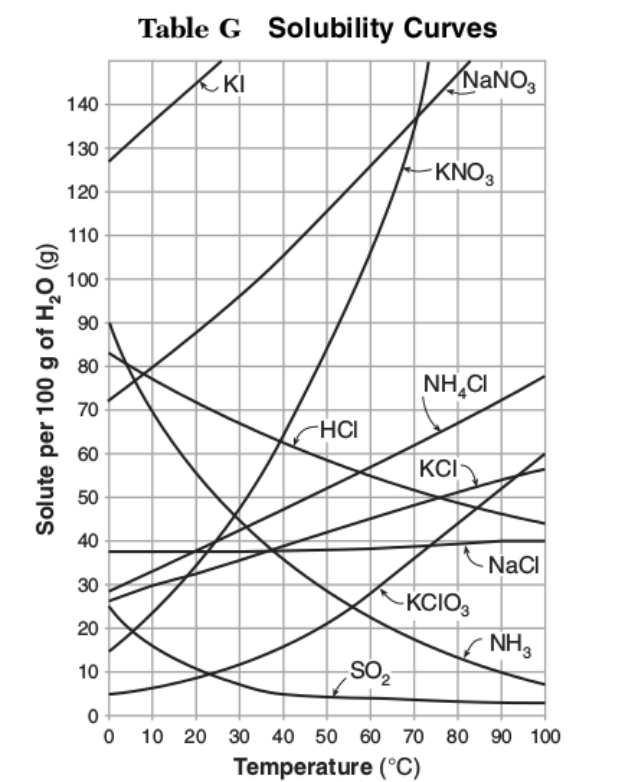 Table G Solubility Curves
Solute per 100 g of H₂O (g)
140
130
120
110
100
90
80
70
60
50
40
30
20
10
0
KI
NaNO₃
KNO₃
NH₄Cl
HCl
KCl
NaCl
KClO₃
NH₃
SO₂
0 10 20 30 40 50 60 70 80 90 100
Temperature (°C)